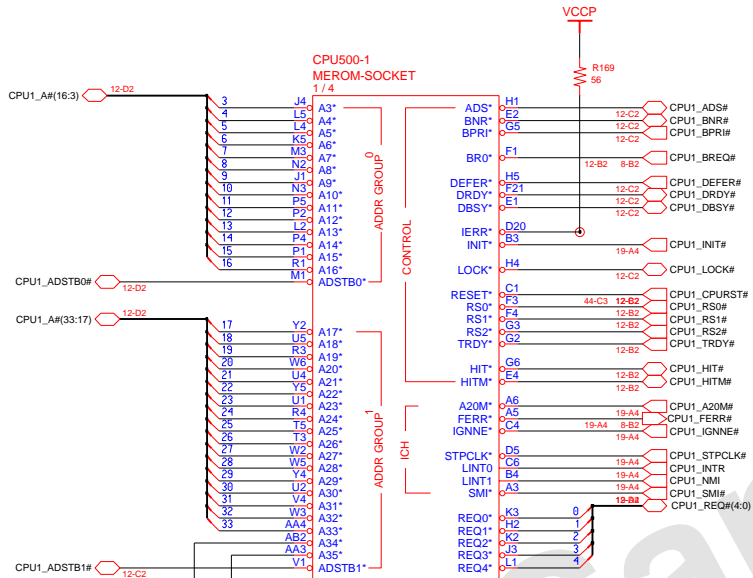 VCCP
R169
56
CPU500-1
MEROM-SOCKET
1 / 4
CPU1_A#(16:3) 12-D2
3 J4 A3*
4 L5 A4*
5 L4 A5*
6 K5 A6*
7 M3 A7*
8 N2 A8*
9 J1 A9*
10 N3 A10*
11 P5 A11*
12 P2 A12*
13 L2 A13*
14 P4 A14*
15 P1 A15*
16 R1 A16*
CPU1_ADSTB0# 12-D2 M1 ADSTB0*
ADDR GROUP 0
CPU1_A#(33:17) 12-D2
17 Y2 A17*
18 U5 A18*
19 R3 A19*
20 W6 A20*
21 U4 A21*
22 Y5 A22*
23 U1 A23*
24 R4 A24*
25 T5 A25*
26 T3 A26*
27 W2 A27*
28 W5 A28*
29 Y4 A29*
30 U2 A30*
31 V4 A31*
32 W3 A32*
33 AA4 A33*
AB2 A34*
AA3 A35*
CPU1_ADSTB1# 12-C2 V1 ADSTB1*
ADDR GROUP 1
CONTROL
ADS* H1 12-C2 CPU1_ADS#
BNR* E2 12-C2 CPU1_BNR#
BPRI* G5 12-C2 CPU1_BPRI#
BR0* F1 12-B2 8-B2 CPU1_BREQ#
DEFER* H5 12-C2 CPU1_DEFER#
DRDY* F21 12-C2 CPU1_DRDY#
DBSY* E1 12-C2 CPU1_DBSY#
IERR* D20
INIT* B3 19-A4 CPU1_INIT#
LOCK* H4 12-C2 CPU1_LOCK#
RESET* C1 44-C3 12-B2 CPU1_CPURST#
RS0* F3 12-B2 CPU1_RS0#
RS1* F4 12-B2 CPU1_RS1#
RS2* G3 12-B2 CPU1_RS2#
TRDY* G2 12-B2 CPU1_TRDY#
HIT* G6 12-B2 CPU1_HIT#
HITM* E4 12-B2 CPU1_HITM#
ICH
A20M* A6 19-A4 CPU1_A20M#
FERR* A5 19-A4 8-B2 CPU1_FERR#
IGNNE* C4 19-A4 CPU1_IGNNE#
STPCLK* D5 19-A4 CPU1_STPCLK#
LINT0 C6 19-A4 CPU1_INTR
LINT1 B4 19-A4 CPU1_NMI
SMI* A3 CPU1_SMI#
CPU1_REQ#(4:0)
REQ0* K3 0
REQ1* H2 1
REQ2* K2 2
REQ3* J3 3
REQ4* L1 4